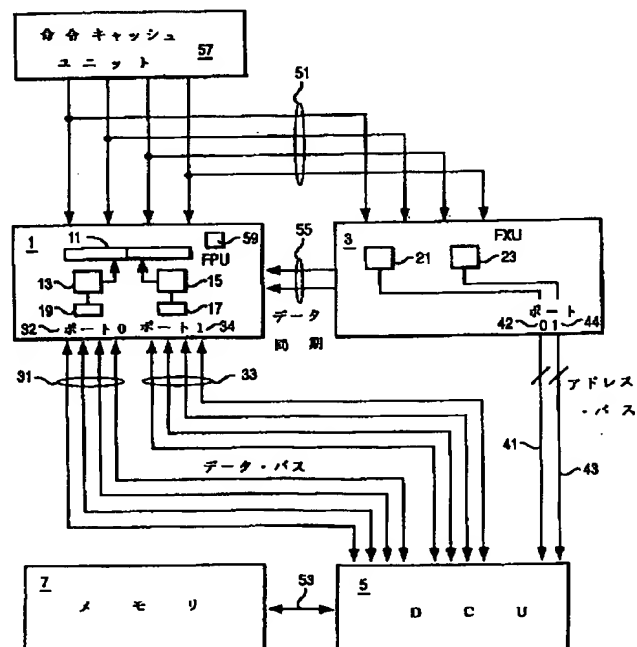 命令キャッシュ
ユニット 57
51
1 11 59
FPU
13 15
19 17
32 ポート0 ポート1 34
55
データ
同期
3 FXU
21 23
ポート
42 0 1 44
31 33
アドレス
・バス
41 43
データ・バス
7
メモリ
53
5
DCU